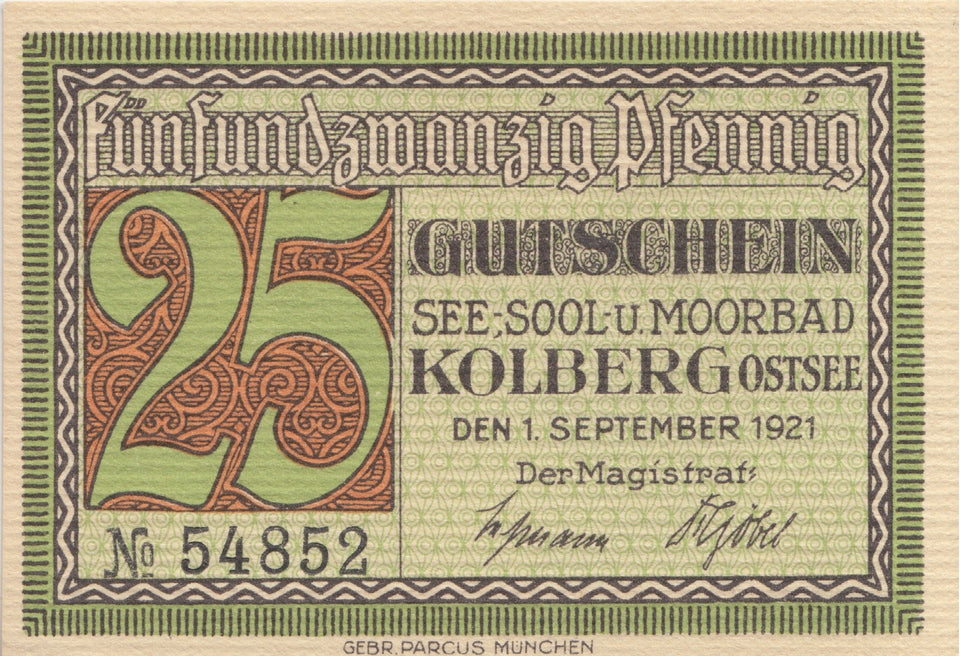 Fünfundzwanzig Pfennig
25
GUTSCHEIN
SEE-, SOOL- U. MOORBAD
KOLBERG OSTSEE
DEN 1. SEPTEMBER 1921
Der Magistrat:
No 54852
GEBR. PARCUS MÜNCHEN